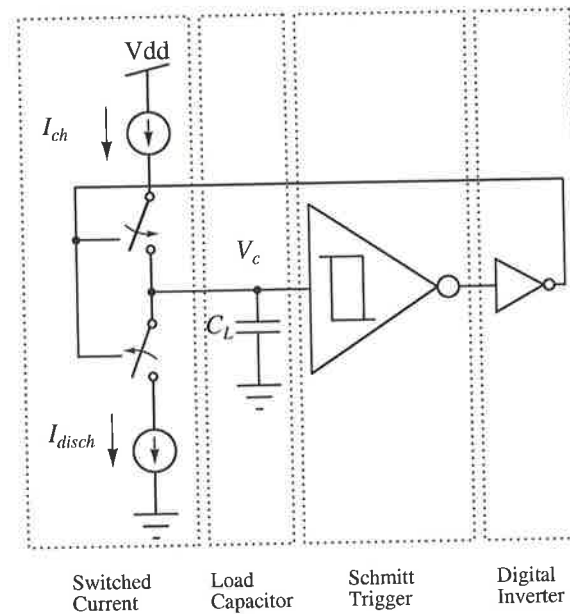 Vdd
I_ch
V_c
C_L
I_disch
Switched
Current
Load
Capacitor
Schmitt
Trigger
Digital
Inverter